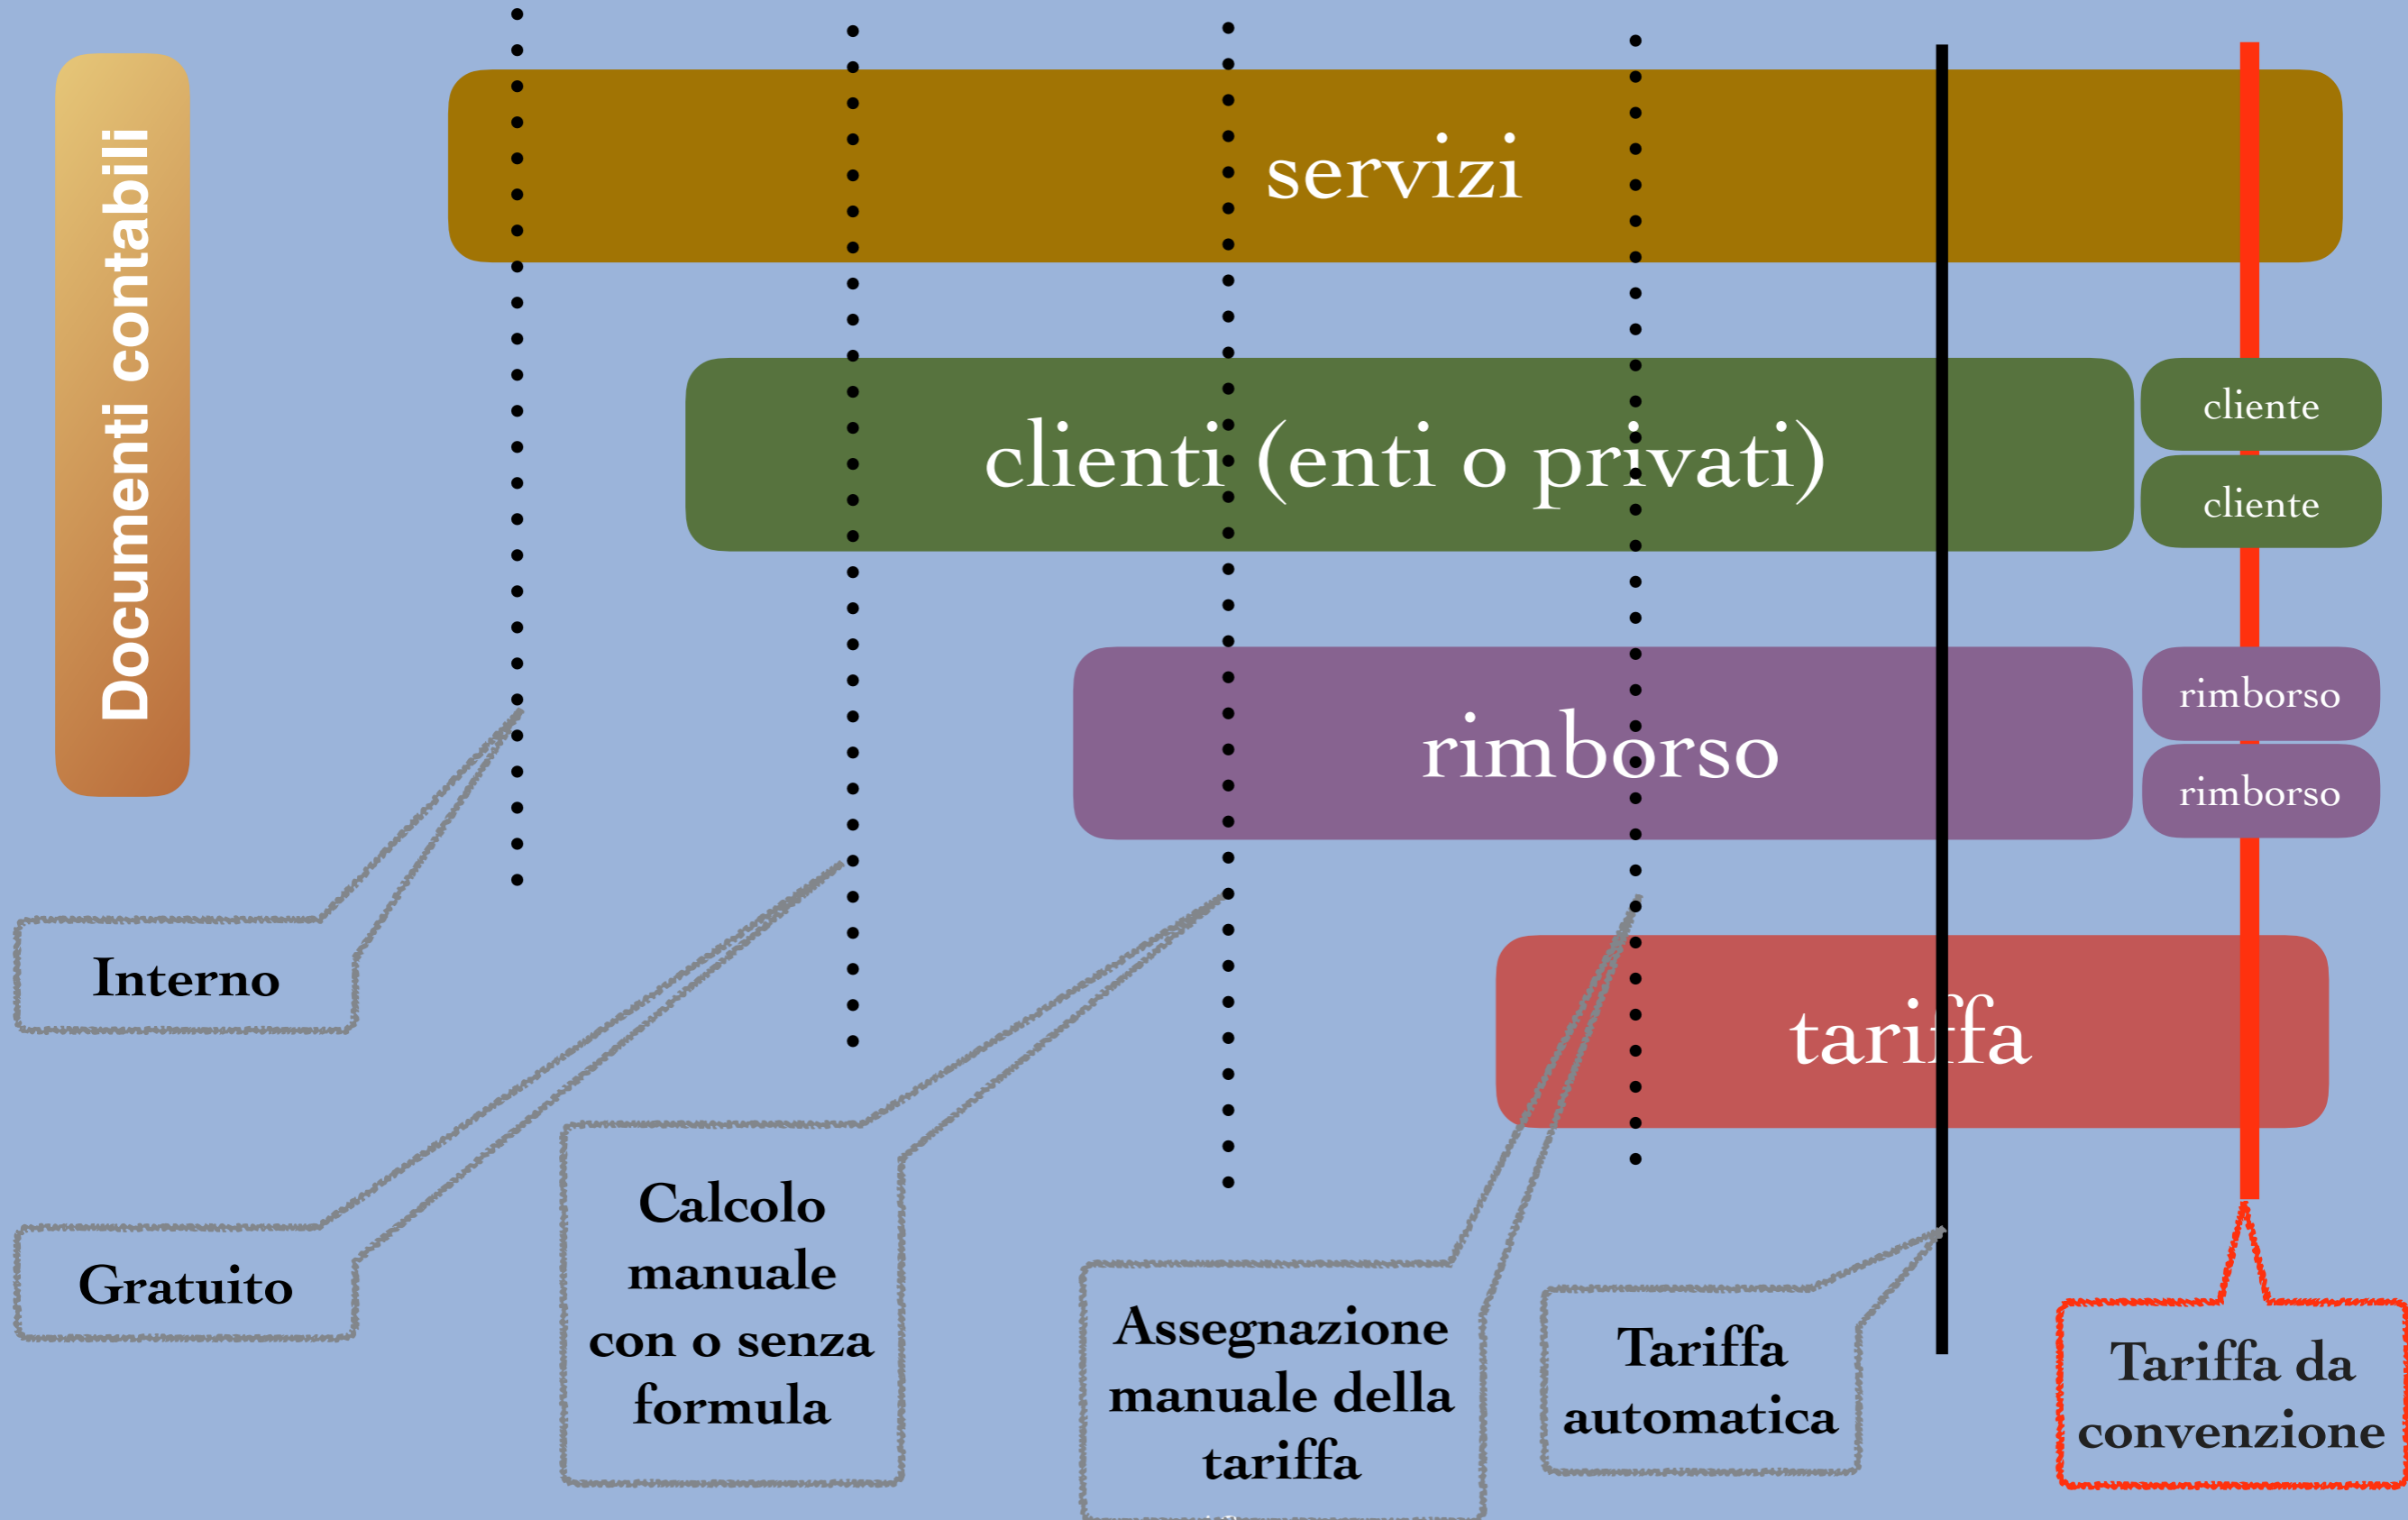 Documenti contabili
servizi
clienti (enti o privati)
cliente
cliente
rimborso
rimborso
rimborso
tariffa
Interno
Gratuito
Calcolo
manuale
con o senza
formula
Assegnazione
manuale della
tariffa
Tariffa
automatica
Tariffa da
convenzione